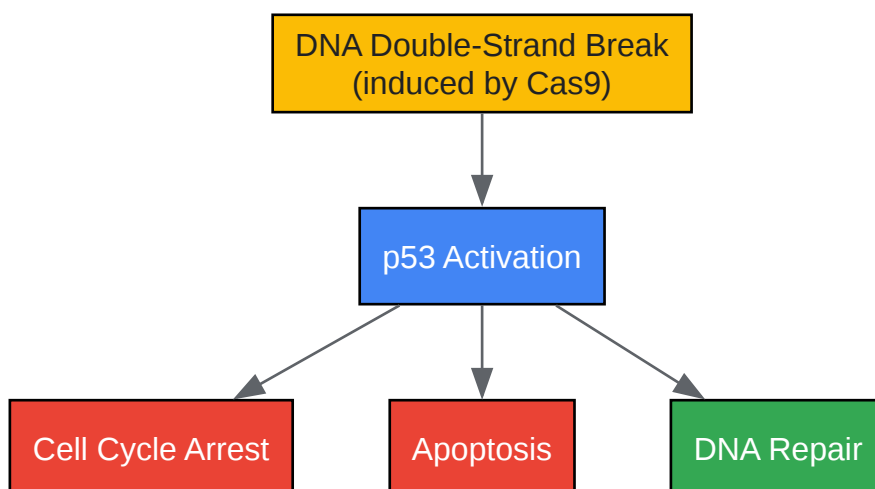 DNA Double-Strand Break
(induced by Cas9)
p53 Activation
Cell Cycle Arrest
Apoptosis
DNA Repair